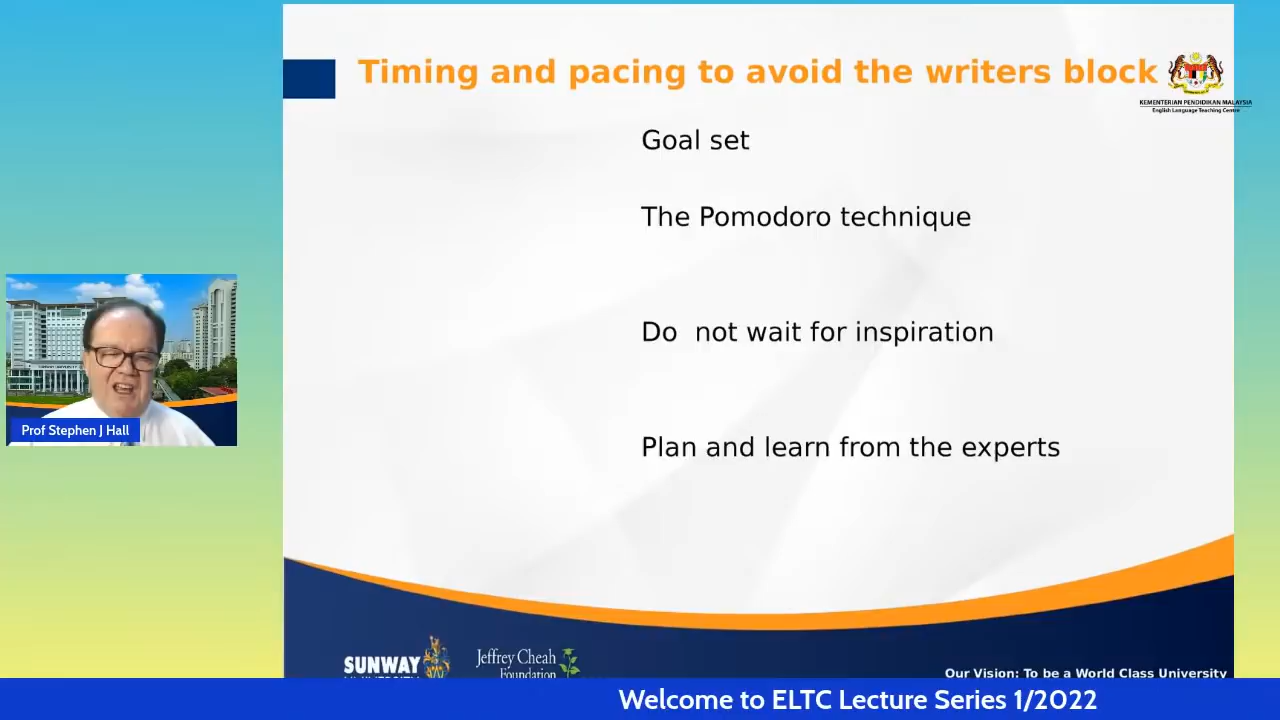 Timing and pacing to avoid the writers block
KEMENTERIAN PENDIDIKAN MALAYSIA
English Language Teaching Centre
Goal set
The Pomodoro technique
Do  not wait for inspiration
Plan and learn from the experts
Prof Stephen J Hall
SUNWAY
UNIVERSITY
Jeffrey Cheah
Foundation
Our Vision: To be a World Class University
Welcome to ELTC Lecture Series 1/2022